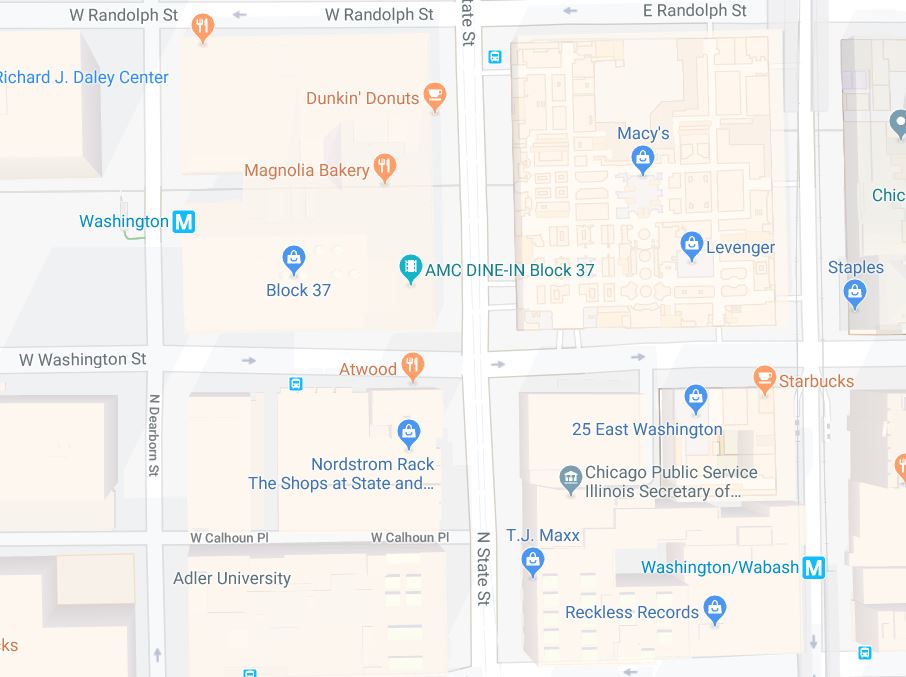 W Randolph St
W Randolph St
E Randolph St
tate St
Richard J. Daley Center
Dunkin' Donuts
Macy's
Magnolia Bakery
Chic
Washington M
Levenger
AMC DINE-IN Block 37
Staples
Block 37
W Washington St
Atwood
Starbucks
N Dearborn St
25 East Washington
Nordstrom Rack
The Shops at State and...
Chicago Public Service
Illinois Secretary of...
W Calhoun Pl
W Calhoun Pl
N State St
T.J. Maxx
Washington/Wabash M
Adler University
Reckless Records
ks